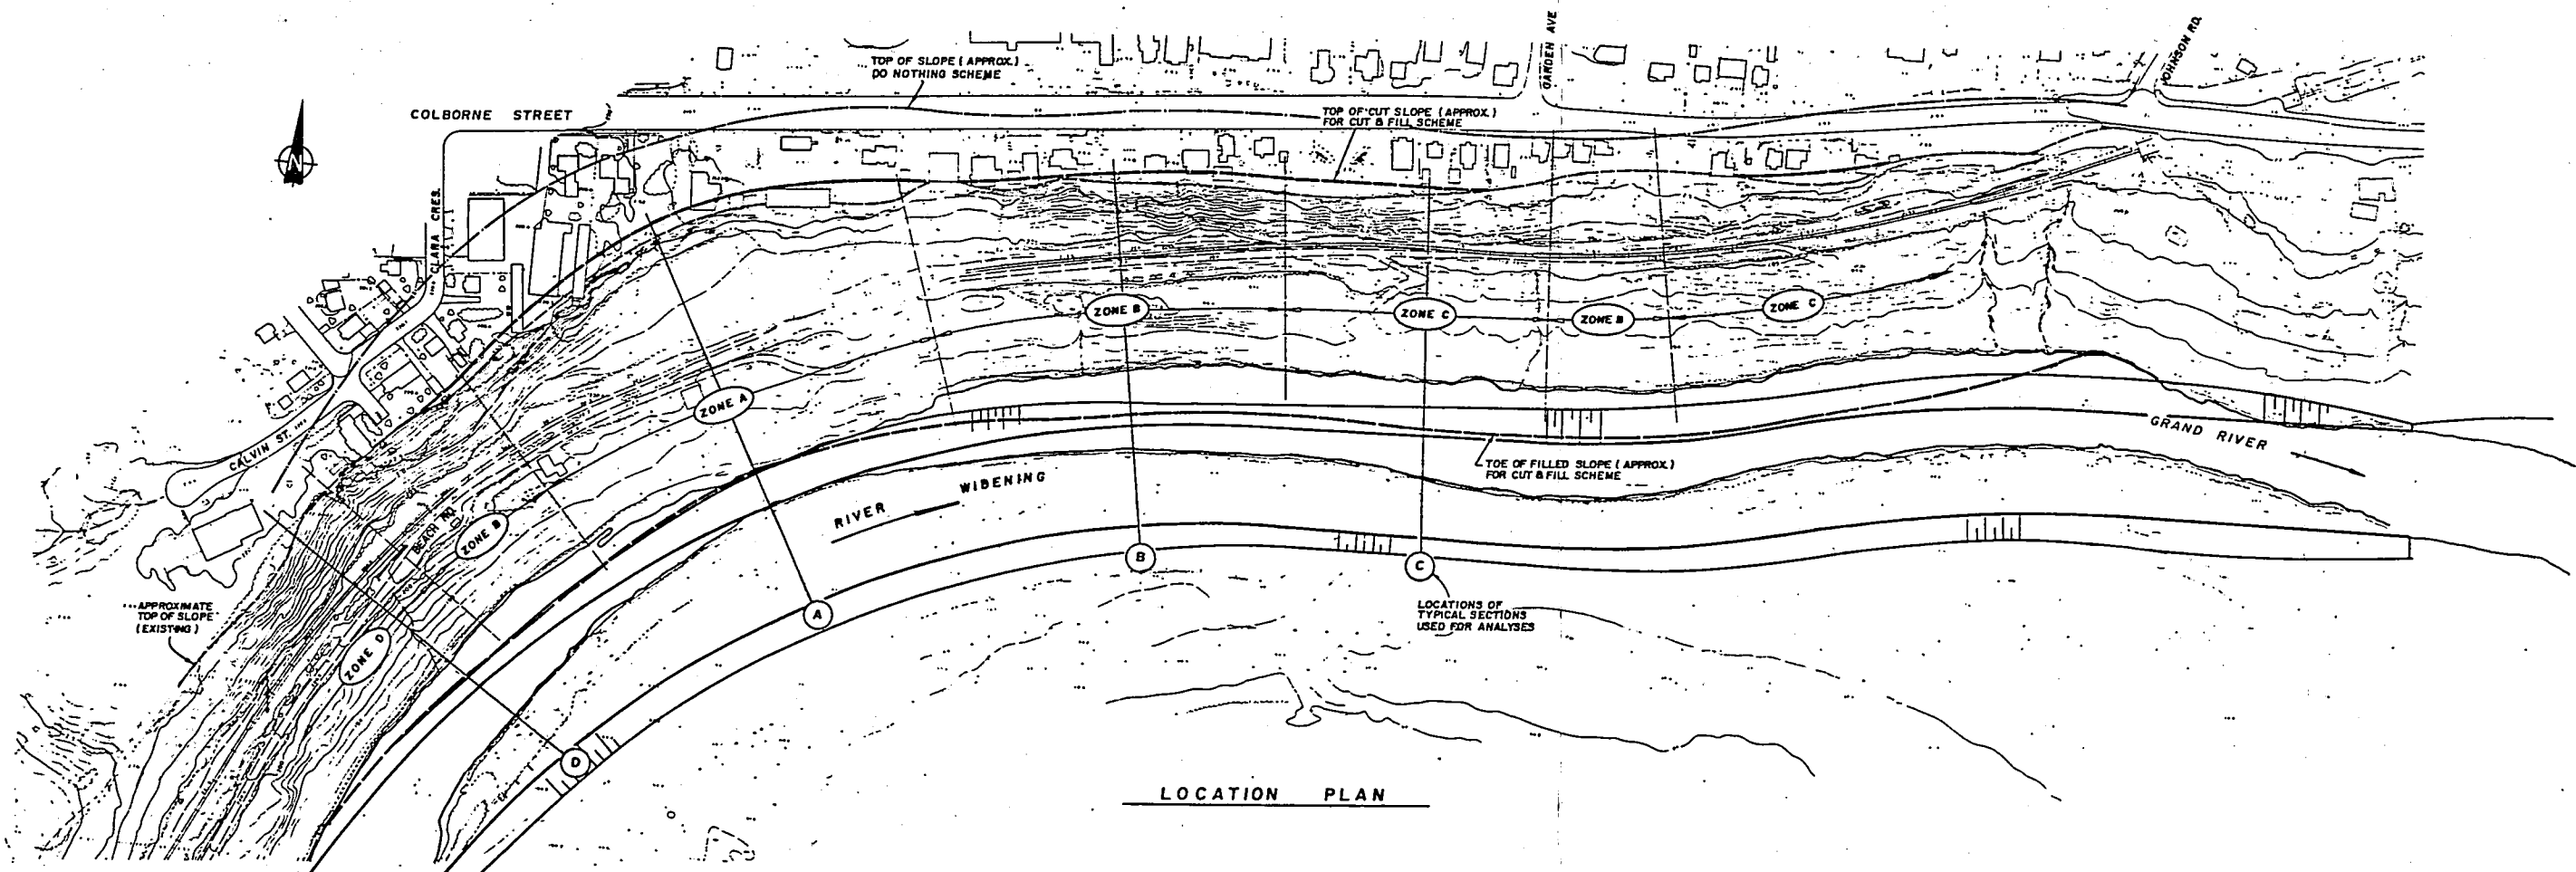 GARDEN AVE
JOHNSON RD.
TOP OF SLOPE (APPROX.)
DO NOTHING SCHEME
COLBORNE STREET
TOP OF CUT SLOPE (APPROX.)
FOR CUT & FILL SCHEME
N
CLARA CRES.
ZONE B
ZONE C
ZONE B
ZONE C
ZONE A
CALVIN ST.
GRAND RIVER
TOE OF FILLED SLOPE (APPROX.)
FOR CUT & FILL SCHEME
RIVER WIDENING
BEACH RD.
ZONE B
B
C
A
APPROXIMATE
TOP OF SLOPE
(EXISTING)
LOCATIONS OF
TYPICAL SECTIONS
USED FOR ANALYSES
ZONE D
D
LOCATION PLAN